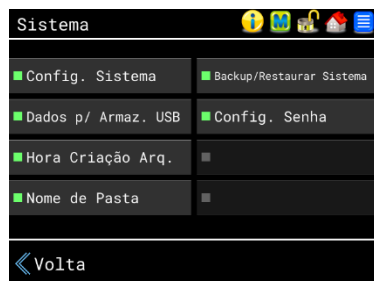 Sistema
i M
Config. Sistema
Backup/Restaurar Sistema
Dados p/ Armaz. USB
Config. Senha
Hora Criação Arq.
Nome de Pasta
Volta